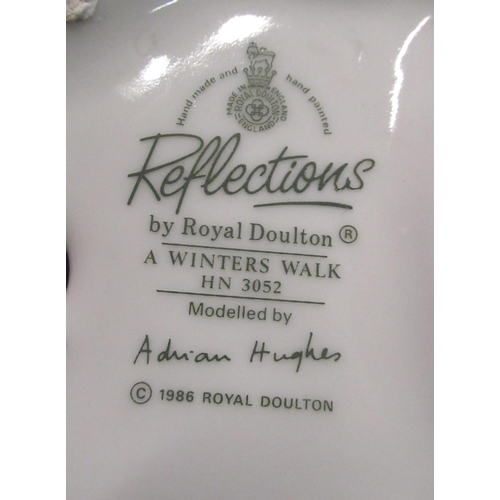 Hand made and hand painted
MADE IN ENGLAND
ROYAL DOULTON
ENGLAND
Reflections
by Royal Doulton ®
A WINTERS WALK
HN 3052
Modelled by
Adrian Hughes
© 1986 ROYAL DOULTON